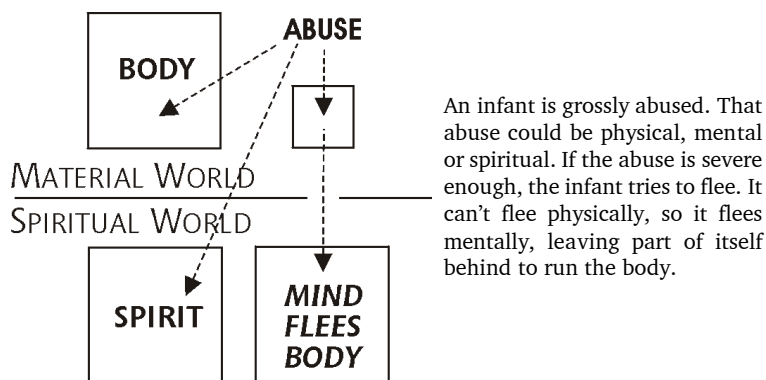 ABUSE
BODY
MATERIAL WORLD
SPIRITUAL WORLD
SPIRIT
MIND
FLEES
BODY
An infant is grossly abused. That
abuse could be physical, mental
or spiritual. If the abuse is severe
enough, the infant tries to flee. It
can't flee physically, so it flees
mentally, leaving part of itself
behind to run the body.